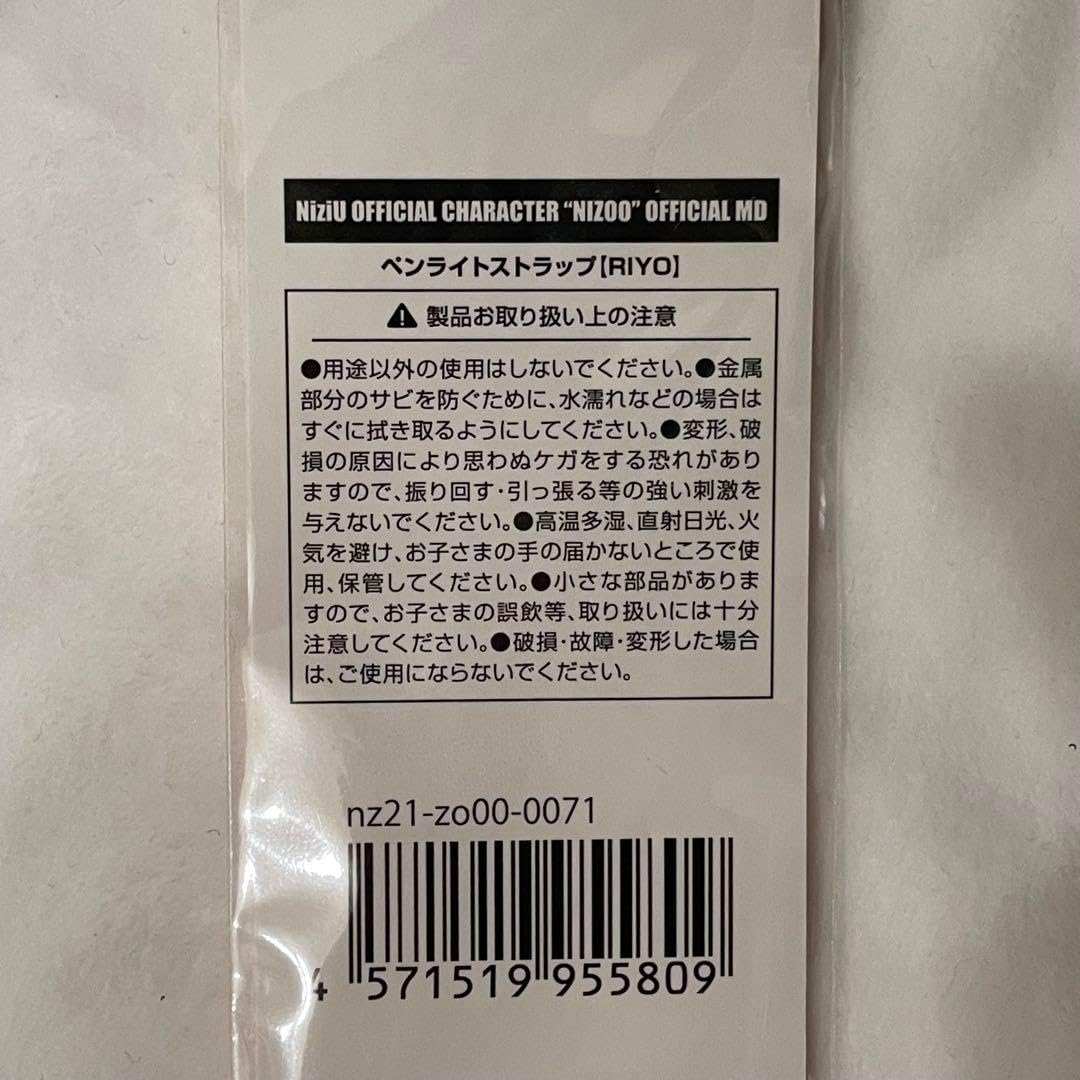 NiziU OFFICIAL CHARACTER “NIZOO” OFFICIAL MD
ペンライトストラップ【RIYO】
製品お取り扱い上の注意
●用途以外の使用はしないでください。●金属
部分のサビを防ぐために、水濡れなどの場合は
すぐに拭き取るようにしてください。●変形、破
損の原因により思わぬケガをする恐れがあり
ますので、振り回す・引っ張る等の強い刺激を
与えないでください。●高温多湿、直射日光、火
気を避け、お子さまの手の届かないところで使
用、保管してください。●小さな部品がありま
すので、お子さまの誤飲等、取り扱いには十分
注意してください。●破損・故障・変形した場合
は、ご使用にならないでください。
nz21-zo00-0071
4 571519 955809